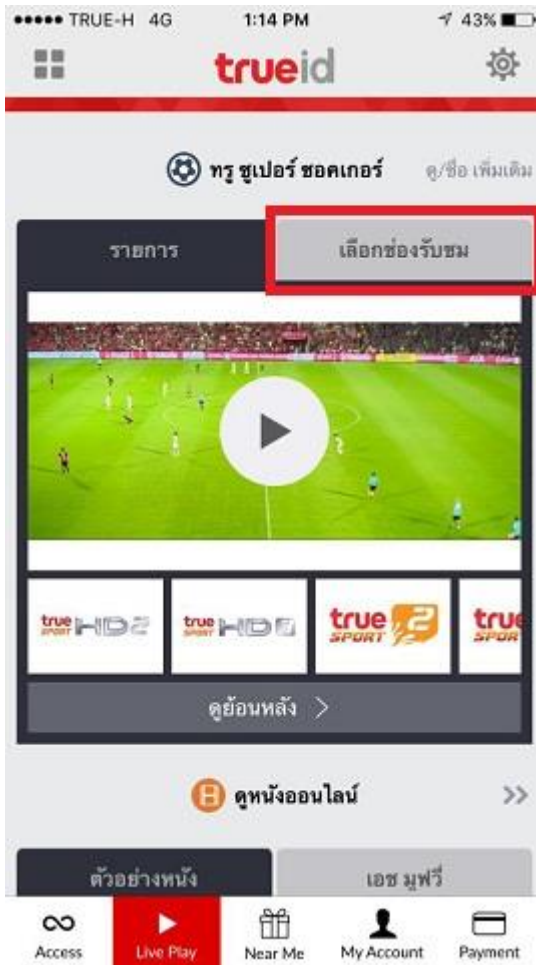 TRUE-H 4G 1:14 PM 43%
trueid
ทรู ซูเปอร์ ซอคเกอร์ ดู/ซื้อ เพิ่มเติม
รายการ เลือกช่องรับชม
true SPORT HD2 true SPORT true SPORT 2 true
ดูย้อนหลัง
H ดูหนังออนไลน์ >>
ตัวอย่างหนัง เอช มูฟวี่
Access Live Play Near Me My Account Payment